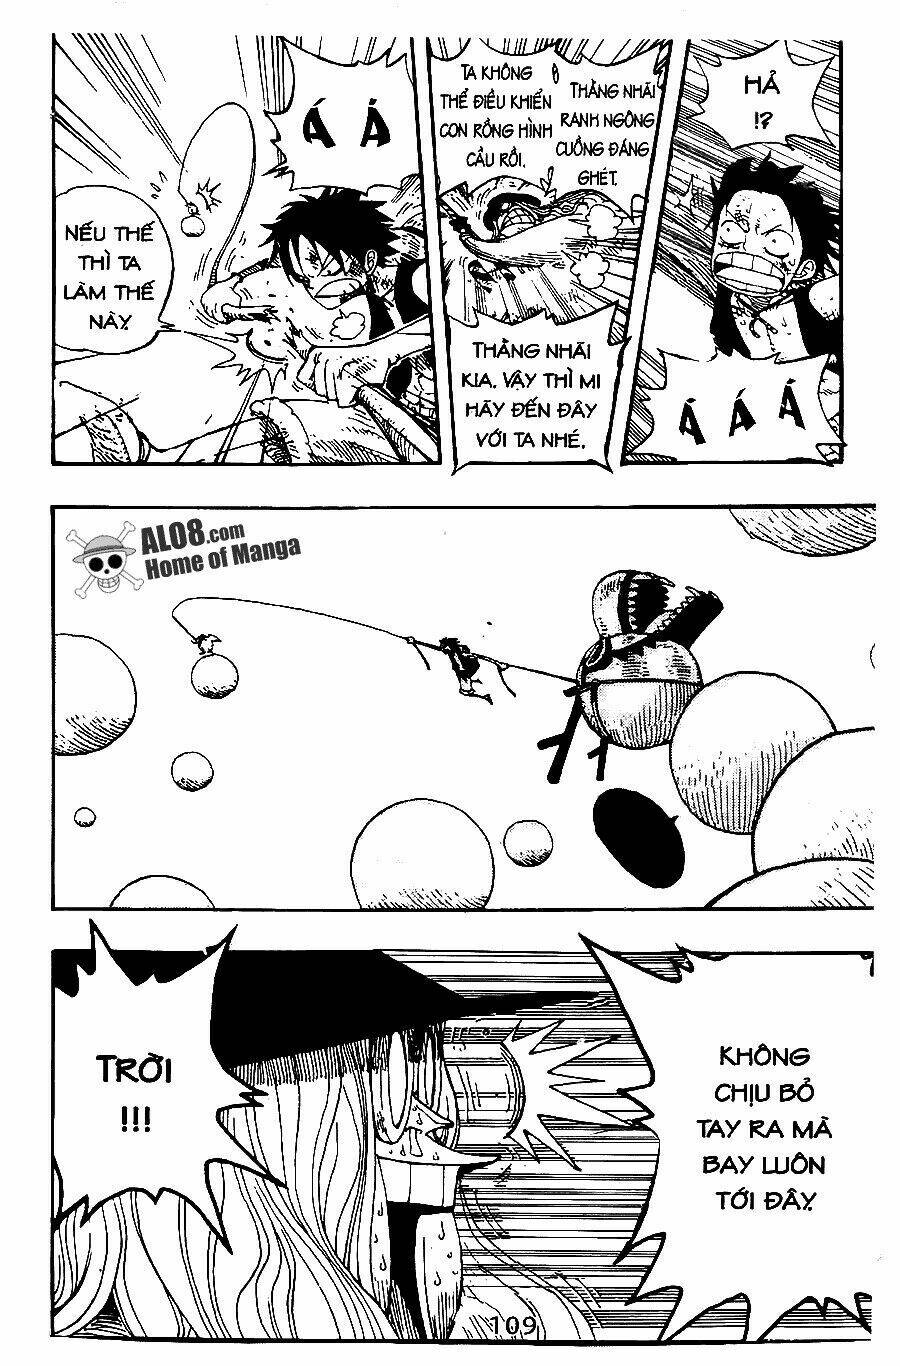 HẢ
!?
Á Á Á
THẰNG NHÃI
RANH NGÔNG
CUỒNG ĐÁNG
GHÉT.
TA KHÔNG
THỂ ĐIỀU KHIỂN
CON RỒNG HÌNH
CẦU RỒI.
THẰNG NHÃI
KIA. VẬY THÌ MI
HÃY ĐẾN ĐÂY
VỚI TA NHÉ.
Á Á
NẾU THẾ
THÌ TA
LÀM THẾ
NÀY.
ALO8.com
Home of Manga
KHÔNG
CHỊU BỎ
TAY RA MÀ
BAY LUÔN
TỚI ĐÂY.
TRỜI
!!!
109